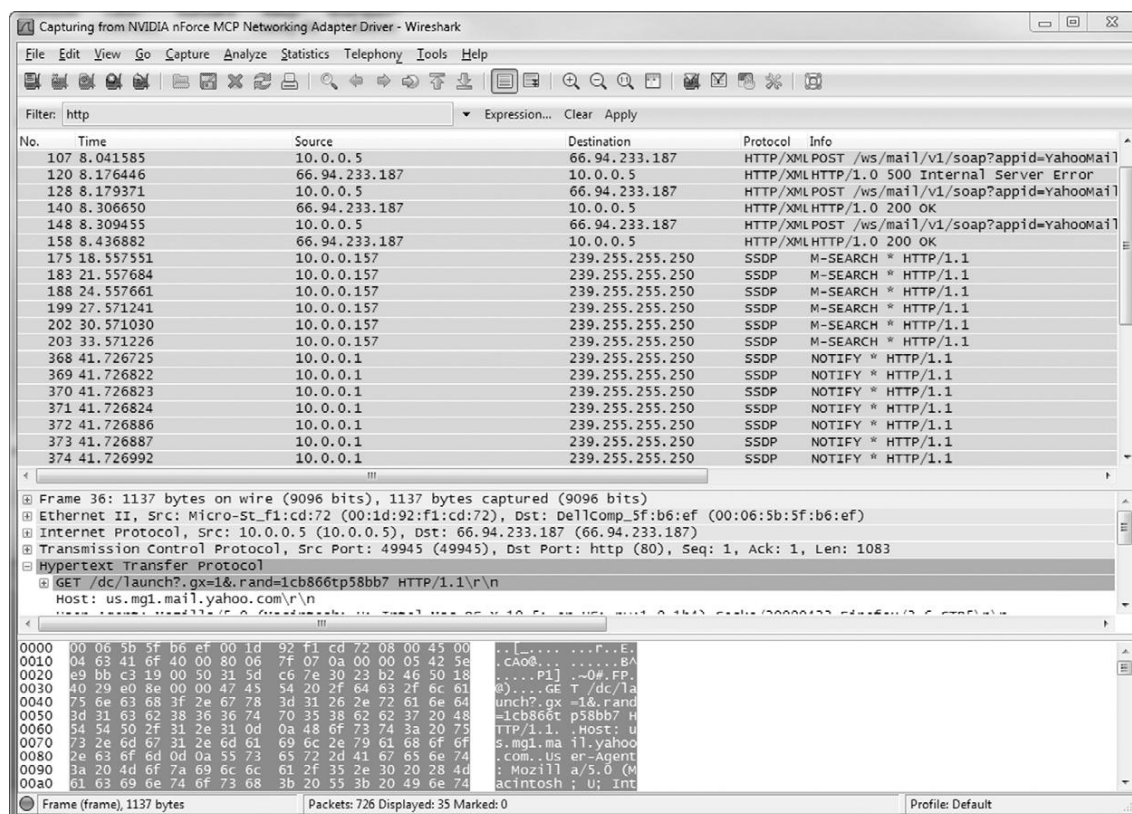 Capturing from NVIDIA nForce MCP Networking Adapter Driver - Wireshark
File Edit View Go Capture Analyze Statistics Telephony Tools Help
Filter: http Expression... Clear Apply
No. Time Source Destination Protocol Info
107 8.041585 10.0.0.5 66.94.233.187 HTTP/XML POST /ws/mail/v1/soap?appid=YahooMail
120 8.176446 66.94.233.187 10.0.0.5 HTTP/XML HTTP/1.0 500 Internal Server Error
128 8.179371 10.0.0.5 66.94.233.187 HTTP/XML POST /ws/mail/v1/soap?appid=YahooMail
140 8.306650 66.94.233.187 10.0.0.5 HTTP/XML HTTP/1.0 200 OK
148 8.309455 10.0.0.5 66.94.233.187 HTTP/XML POST /ws/mail/v1/soap?appid=YahooMail
158 8.436882 66.94.233.187 10.0.0.5 HTTP/XML HTTP/1.0 200 OK
175 18.557551 10.0.0.157 239.255.255.250 SSDP M-SEARCH * HTTP/1.1
183 21.557684 10.0.0.157 239.255.255.250 SSDP M-SEARCH * HTTP/1.1
188 24.557661 10.0.0.157 239.255.255.250 SSDP M-SEARCH * HTTP/1.1
199 27.571241 10.0.0.157 239.255.255.250 SSDP M-SEARCH * HTTP/1.1
202 30.571030 10.0.0.157 239.255.255.250 SSDP M-SEARCH * HTTP/1.1
203 33.571226 10.0.0.157 239.255.255.250 SSDP M-SEARCH * HTTP/1.1
368 41.726725 10.0.0.1 239.255.255.250 SSDP NOTIFY * HTTP/1.1
369 41.726822 10.0.0.1 239.255.255.250 SSDP NOTIFY * HTTP/1.1
370 41.726823 10.0.0.1 239.255.255.250 SSDP NOTIFY * HTTP/1.1
371 41.726824 10.0.0.1 239.255.255.250 SSDP NOTIFY * HTTP/1.1
372 41.726886 10.0.0.1 239.255.255.250 SSDP NOTIFY * HTTP/1.1
373 41.726887 10.0.0.1 239.255.255.250 SSDP NOTIFY * HTTP/1.1
374 41.726992 10.0.0.1 239.255.255.250 SSDP NOTIFY * HTTP/1.1
Frame 36: 1137 bytes on wire (9096 bits), 1137 bytes captured (9096 bits)
Ethernet II, Src: Micro-St_f1:cd:72 (00:1d:92:f1:cd:72), Dst: DellComp_5f:b6:ef (00:06:5b:5f:b6:ef)
Internet Protocol, Src: 10.0.0.5 (10.0.0.5), Dst: 66.94.233.187 (66.94.233.187)
Transmission Control Protocol, Src Port: 49945 (49945), Dst Port: http (80), Seq: 1, Ack: 1, Len: 1083
Hypertext Transfer Protocol
GET /dc/launch?.gx=1&.rand=1cb866tp58bb7 HTTP/1.1\r\n
Host: us.mg1.mail.yahoo.com\r\n
0000 00 06 5b 5f b6 ef 00 1d 92 f1 cd 72 08 00 45 00 ..[_.... ...r..E.
0010 04 63 41 6f 40 00 80 06 7f 07 0a 00 00 05 42 5e .cAo@... ......B^
0020 e9 bb c3 19 00 50 31 5d c6 7e 30 23 b2 46 50 18 .....P1] .~0#.FP.
0030 40 29 e0 8e 00 00 47 45 54 20 2f 64 63 2f 6c 61 @)....GE T /dc/la
0040 75 6e 63 68 3f 2e 67 78 3d 31 26 2e 72 61 6e 64 unch?.gx =1&.rand
0050 3d 31 63 62 38 36 36 74 70 35 38 62 62 37 20 48 =1cb866t p58bb7 H
0060 54 54 50 2f 31 2e 31 0d 0a 48 6f 73 74 3a 20 75 TTP/1.1. .Host: u
0070 73 2e 6d 67 31 2e 6d 61 69 6c 2e 79 61 68 6f 6f s.mg1.ma il.yahoo
0080 2e 63 6f 6d 0d 0a 55 73 65 72 2d 41 67 65 6e 74 .com..Us er-Agent
0090 3a 20 4d 6f 7a 69 6c 6c 61 2f 35 2e 30 20 28 4d : Mozill a/5.0 (M
00a0 61 63 69 6e 74 6f 73 68 3b 20 55 3b 20 49 6e 74 acintosh ; U; Int
Frame (frame), 1137 bytes Packets: 726 Displayed: 35 Marked: 0 Profile: Default